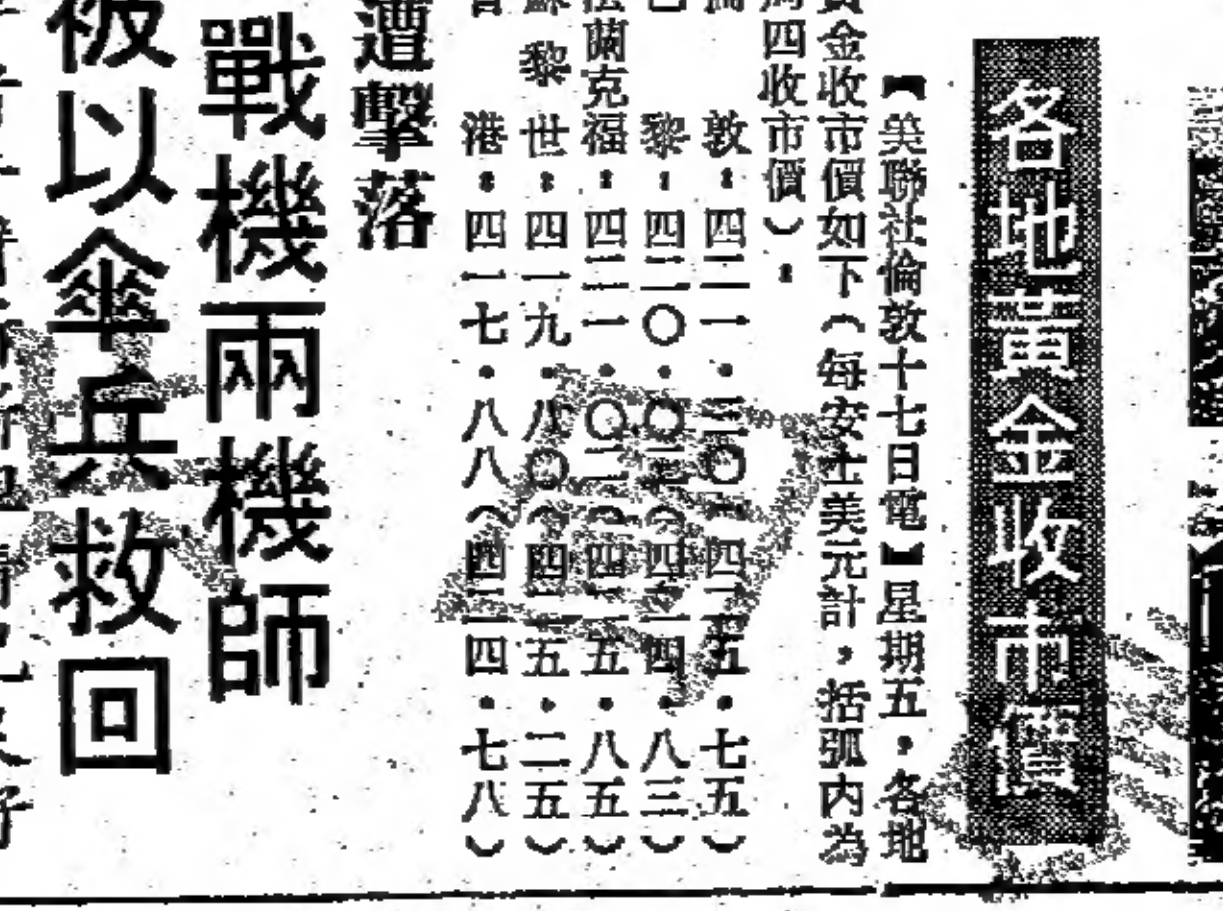 各地黃金收市價
【美聯社倫敦十七日電】星期五，各地
黃金收市價如下（每安士美元計，括弧内為
周四收市價）：
敦：四二一・三〇（四二五・七五）
黎：四二〇・〇三（四二四・八三）
法蘭克福：四二一・〇二（四二五・八五）
蘇黎世：四一九・八〇（四二五・二五）
港：四一七・八八（四二四・七八）
遭擊落
戰機兩機師
被以傘兵救回